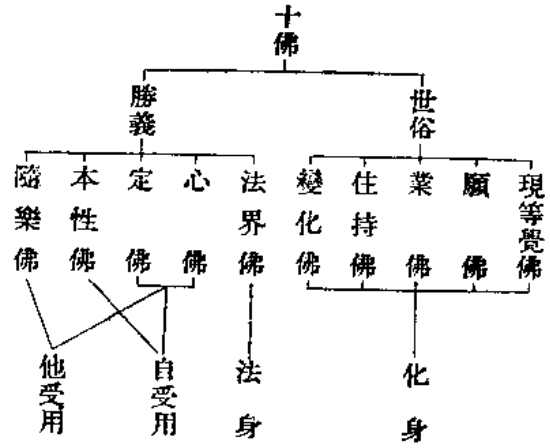 十佛
世俗
勝義
現等覺佛
願佛
業佛
住持佛
變化佛
法界佛
心佛
定佛
本性佛
隨樂佛
化身
法身
自受用
他受用